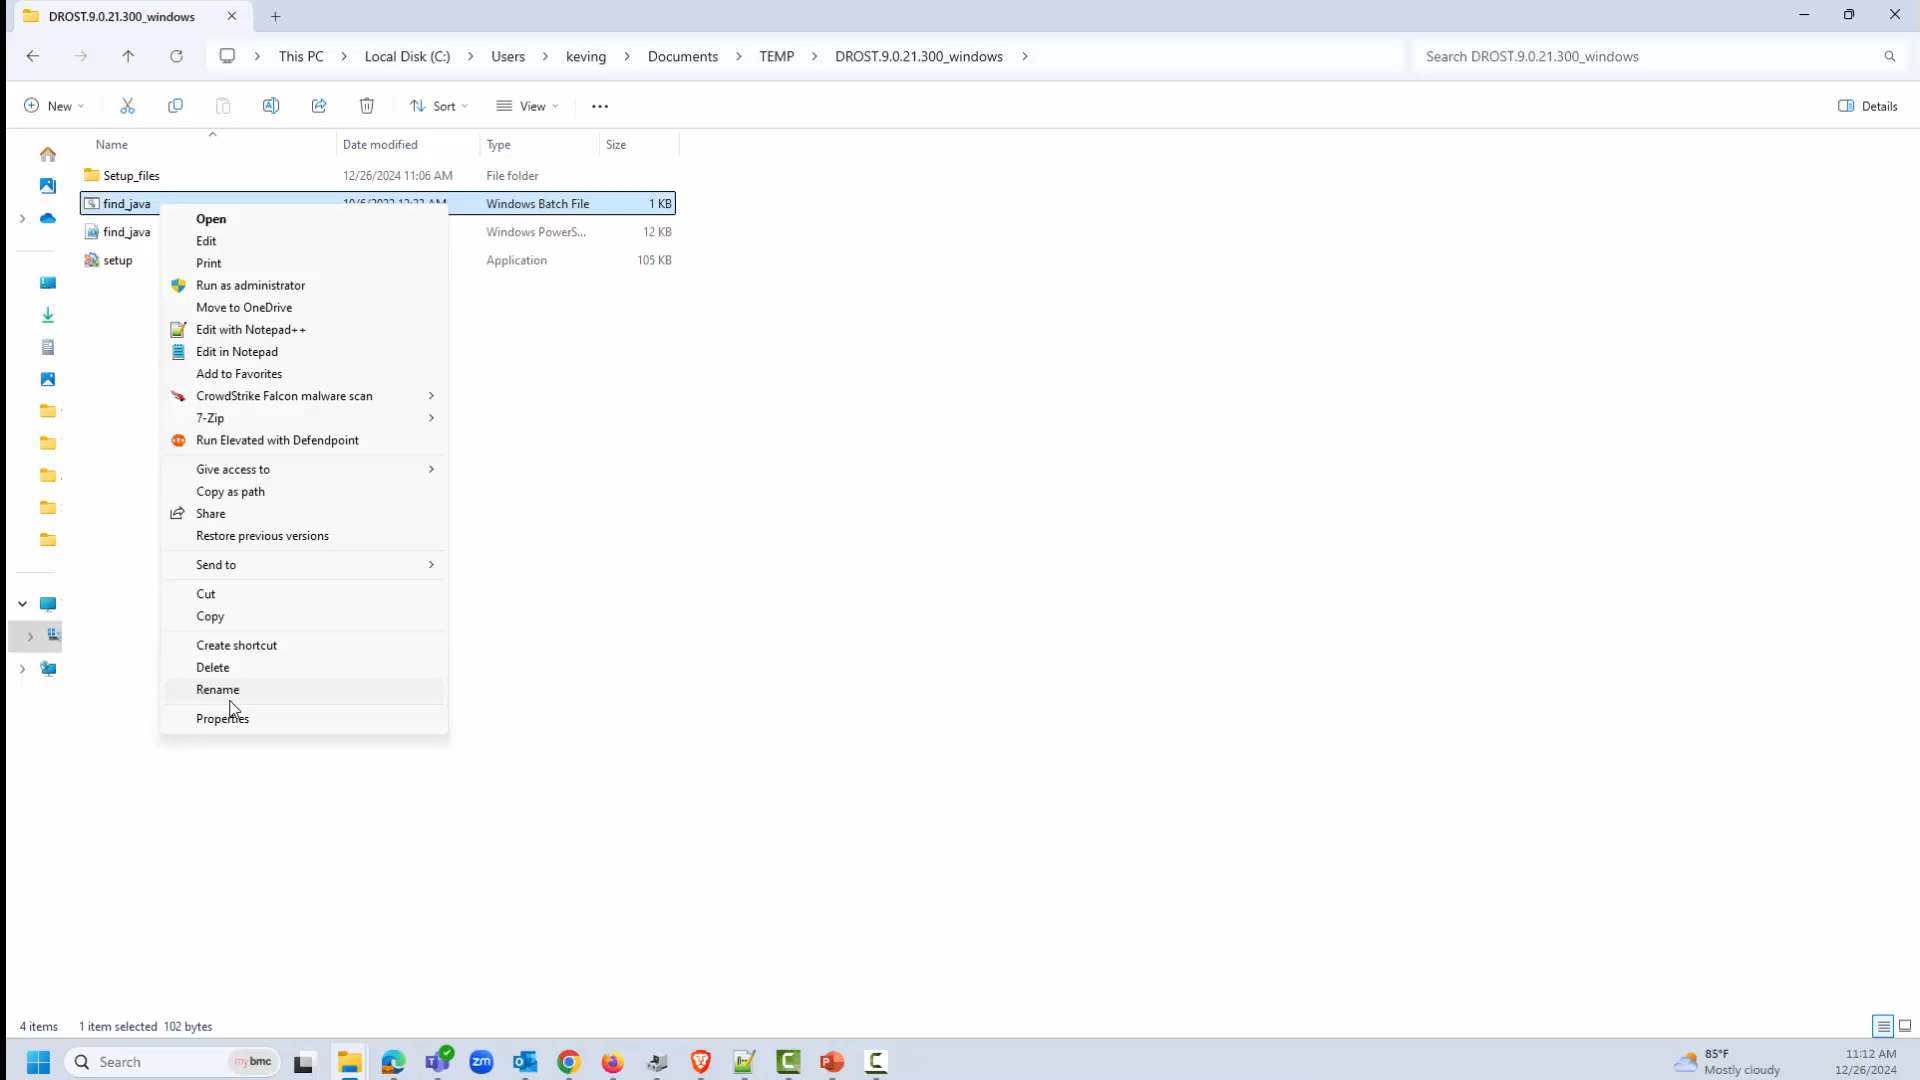 DROST.9.0.21.300_windows
This PC > Local Disk (C:) > Users > keving > Documents > TEMP > DROST.9.0.21.300_windows >
Search DROST.9.0.21.300_windows
New
Sort
View
Details
Name Date modified Type Size
Setup_files 12/26/2024 11:06 AM File folder
find_java Windows Batch File 1 KB
find_java Windows PowerS... 12 KB
setup Application 105 KB
Open
Edit
Print
Run as administrator
Move to OneDrive
Edit with Notepad++
Edit in Notepad
Add to Favorites
CrowdStrike Falcon malware scan
7-Zip
Run Elevated with Defendpoint
Give access to
Copy as path
Share
Restore previous versions
Send to
Cut
Copy
Create shortcut
Delete
Rename
Properties
4 items 1 item selected 102 bytes
Search
my bmc
zm
85°F
Mostly cloudy
11:12 AM
12/26/2024